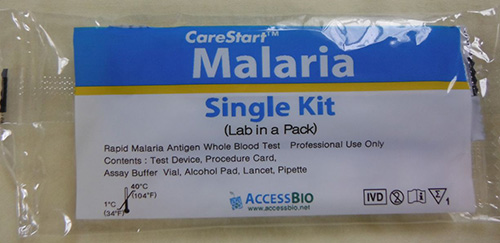 CareStart™
Malaria
Single Kit
(Lab in a Pack)
Rapid Malaria Antigen Whole Blood Test Professional Use Only
Contents : Test Device, Procedure Card,
Assay Buffer Vial, Alcohol Pad, Lancet, Pipette
40°C
(104°F)
1°C
(34°F)
ACCESSBIO
www.accessbio.net
IVD
2
Σ
1